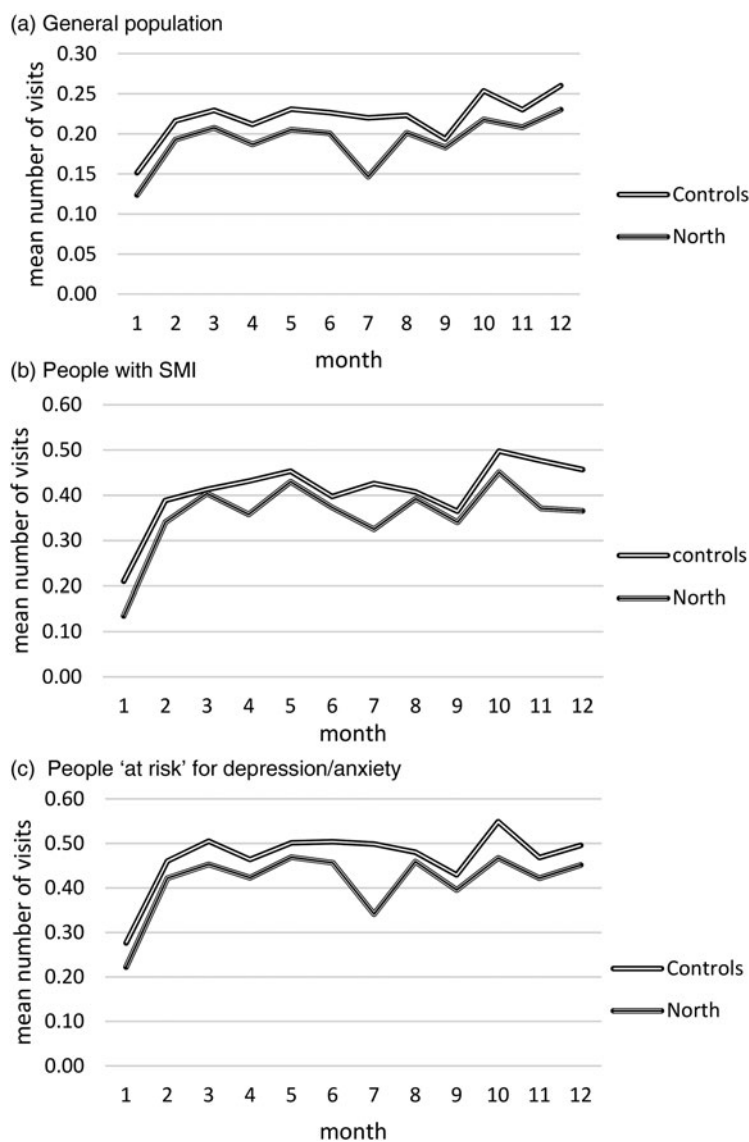 (a) General population
mean number of visits
0.30
0.25
0.20
0.15
0.10
0.05
0.00
1 2 3 4 5 6 7 8 9 10 11 12
month
Controls
North
(b) People with SMI
mean number of visits
0.60
0.50
0.40
0.30
0.20
0.10
0.00
1 2 3 4 5 6 7 8 9 10 11 12
month
controls
North
(c) People ‘at risk’ for depression/anxiety
mean number of visits
0.60
0.50
0.40
0.30
0.20
0.10
0.00
1 2 3 4 5 6 7 8 9 10 11 12
month
Controls
North